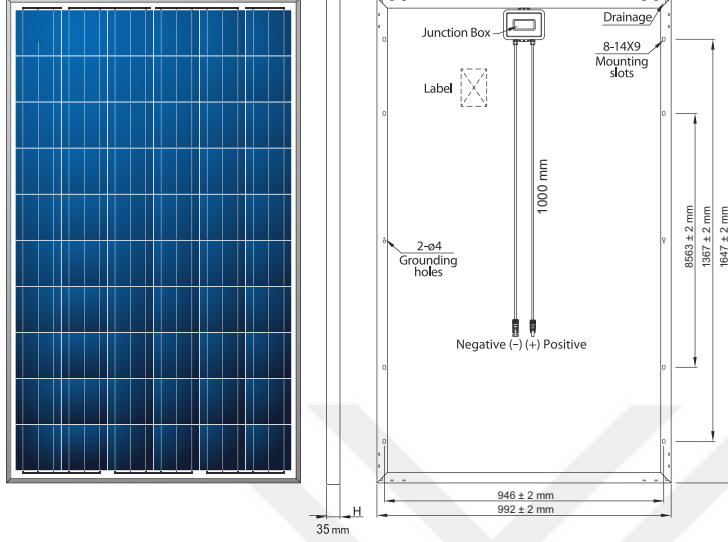 Drainage
Junction Box
8-14X9
Mounting
slots
Label
1000 mm
8563 ± 2 mm
1367 ± 2 mm
1647 ± 2 mm
2-ø4
Grounding
holes
Negative (-) (+) Positive
946 ± 2 mm
992 ± 2 mm
H
35 mm